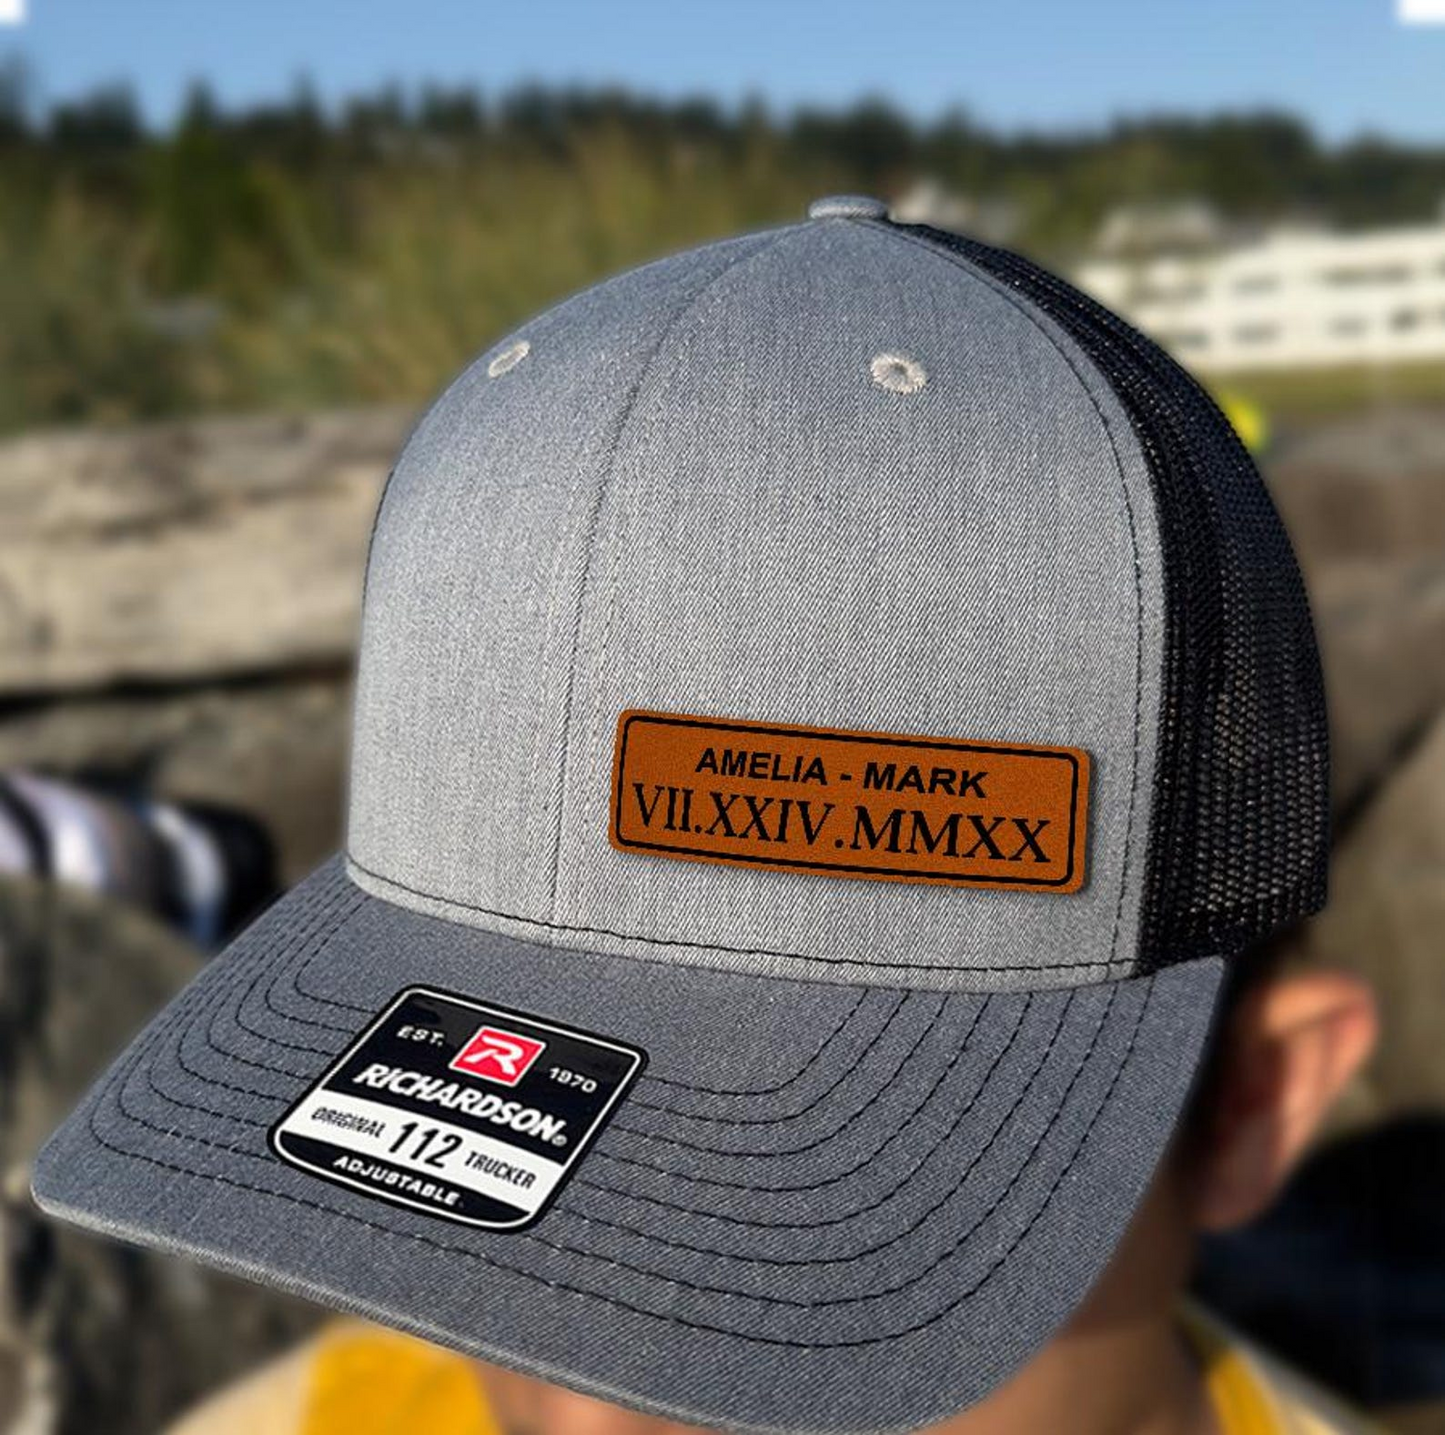 AMELIA - MARK
VII.XXIV.MMXX
EST. R 1970
RICHARDSON®
ORIGINAL 112 TRUCKER
ADJUSTABLE